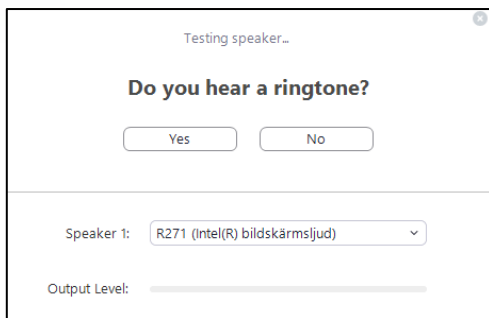 Testing speaker...
Do you hear a ringtone?
Yes No
Speaker 1: R271 (Intel(R) bildskärmsljud)
Output Level: